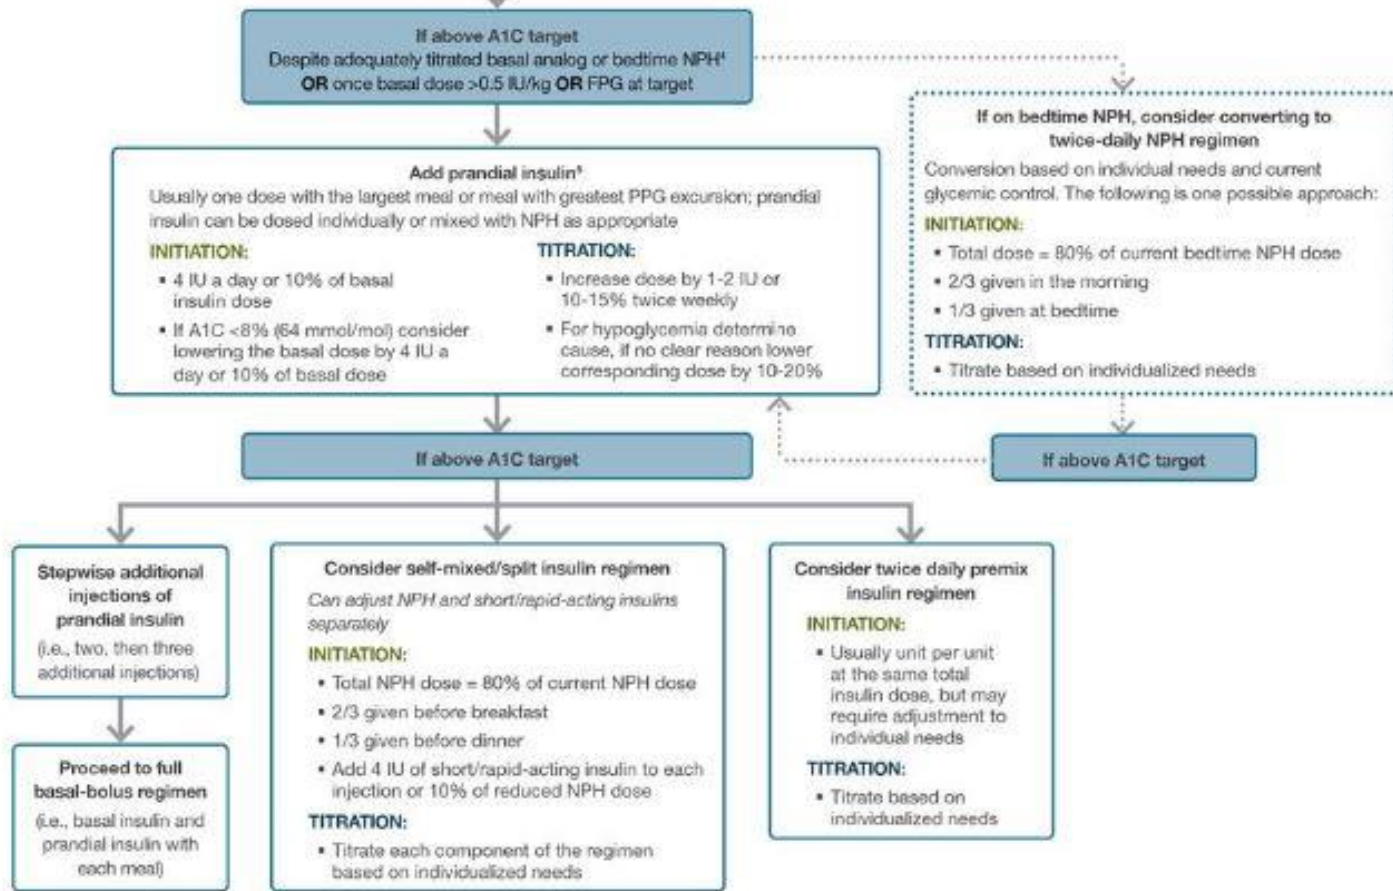 If above A1C target
Despite adequately titrated basal analog or bedtime NPH⁴
OR once basal dose >0.5 IU/kg OR FPG at target
If on bedtime NPH, consider converting to
twice-daily NPH regimen
Conversion based on individual needs and current
glycemic control. The following is one possible approach:
INITIATION:
▪ Total dose = 80% of current bedtime NPH dose
▪ 2/3 given in the morning
▪ 1/3 given at bedtime
TITRATION:
▪ Titrate based on individualized needs
Add prandial insulin⁵
Usually one dose with the largest meal or meal with greatest PPG excursion; prandial
insulin can be dosed individually or mixed with NPH as appropriate
INITIATION:
▪ 4 IU a day or 10% of basal
insulin dose
▪ If A1C <8% (64 mmol/mol) consider
lowering the basal dose by 4 IU a
day or 10% of basal dose
TITRATION:
▪ Increase dose by 1-2 IU or
10-15% twice weekly
▪ For hypoglycemia determine
cause, if no clear reason lower
corresponding dose by 10-20%
If above A1C target
If above A1C target
Stepwise additional
injections of
prandial insulin
(i.e., two, then three
additional injections)
Proceed to full
basal-bolus regimen
(i.e., basal insulin and
prandial insulin with
each meal)
Consider self-mixed/split insulin regimen
Can adjust NPH and short/rapid-acting insulins
separately
INITIATION:
▪ Total NPH dose = 80% of current NPH dose
▪ 2/3 given before breakfast
▪ 1/3 given before dinner
▪ Add 4 IU of short/rapid-acting insulin to each
injection or 10% of reduced NPH dose
TITRATION:
▪ Titrate each component of the regimen
based on individualized needs
Consider twice daily premix
insulin regimen
INITIATION:
▪ Usually unit per unit
at the same total
insulin dose, but may
require adjustment to
individual needs
TITRATION:
▪ Titrate based on
individualized needs